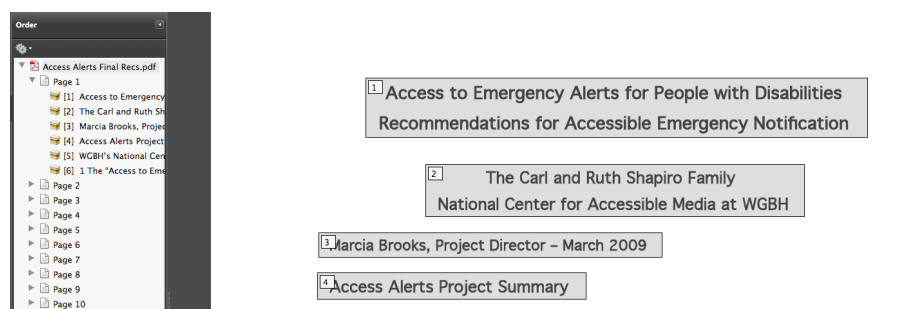 Order
Access Alerts Final Recs.pdf
Page 1
[1] Access to Emergency
[2] The Carl and Ruth Sh
[3] Marcia Brooks, Projec
[4] Access Alerts Project
[5] WGBH's National Cen
[6] 1 The "Access to Eme
Page 2
Page 3
Page 4
Page 5
Page 6
Page 7
Page 8
Page 9
Page 10
1
Access to Emergency Alerts for People with Disabilities
Recommendations for Accessible Emergency Notification
2
The Carl and Ruth Shapiro Family
National Center for Accessible Media at WGBH
3
Marcia Brooks, Project Director – March 2009
4
Access Alerts Project Summary